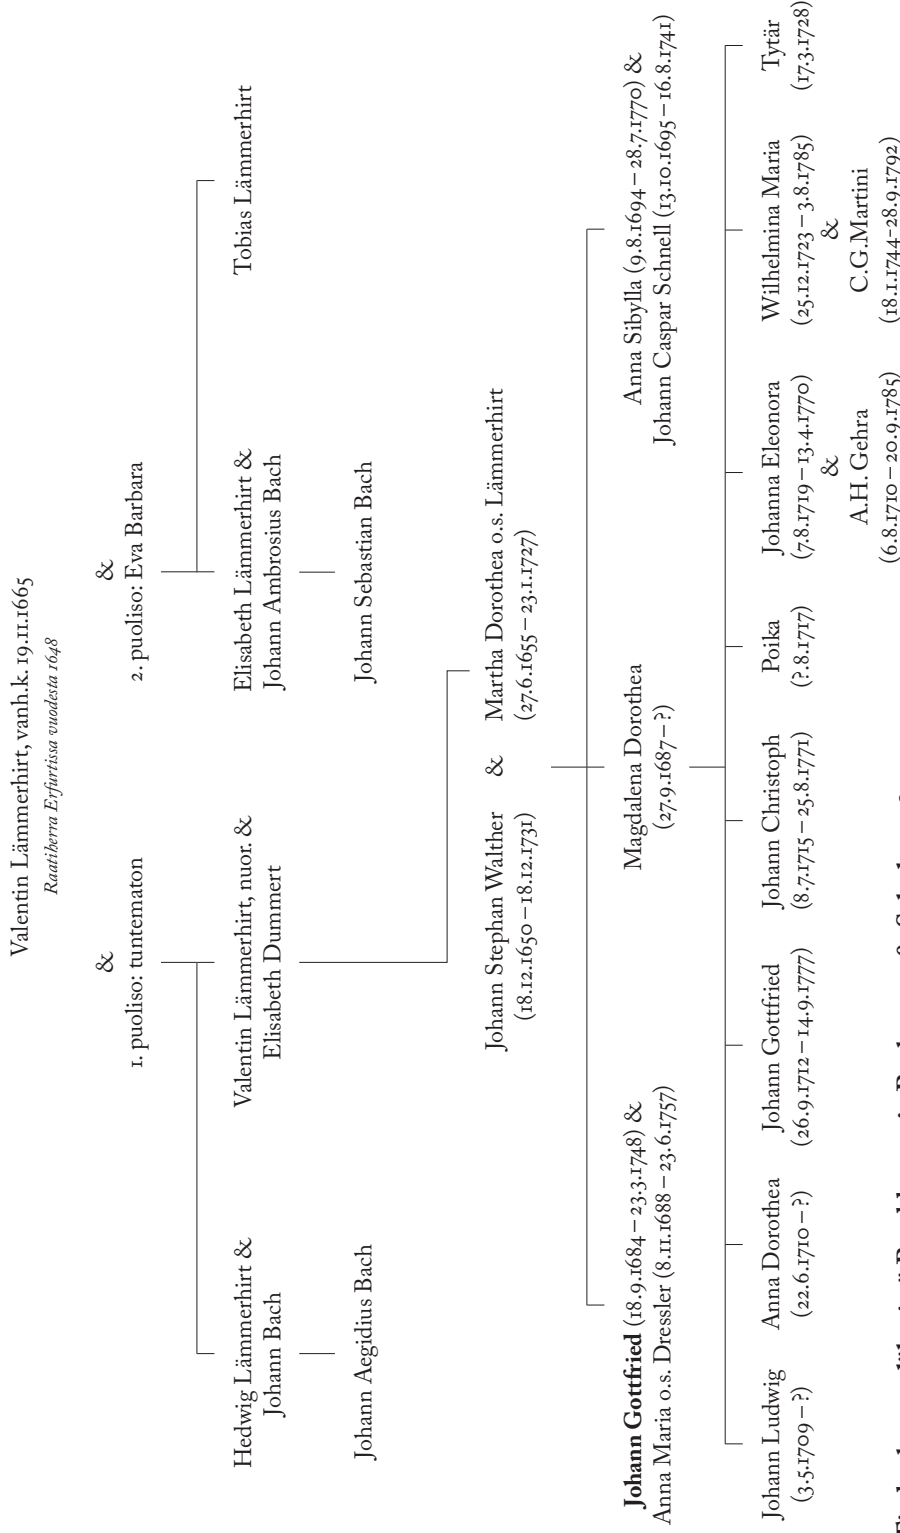 Valentin Lämmerhirt, vanh.k. 19.11.1665
Raatiherra Erfurtissa vuodesta 1648
&
1. puoliso: tuntematon
&
2. puoliso: Eva Barbara
Hedwig Lämmerhirt &
Johann Bach
Valentin Lämmerhirt, nuor. &
Elisabeth Dummert
Elisabeth Lämmerhirt &
Johann Ambrosius Bach
Tobias Lämmerhirt
Johann Aegidius Bach
Johann Sebastian Bach
Johann Stephan Walther
(18.12.1650 – 18.12.1731)
&
Martha Dorothea o.s. Lämmerhirt
(27.6.1655 – 23.1.1727)
Johann Gottfried (18.9.1684 – 23.3.1748) &
Anna Maria o.s. Dressler (8.11.1688 – 23.6.1757)
Magdalena Dorothea
(27.9.1687 – ?)
Anna Sibylla (9.8.1694 – 28.7.1770) &
Johann Caspar Schnell (13.10.1695 – 16.8.1741)
Johann Ludwig
(3.5.1709 – ?)
Anna Dorothea
(22.6.1710 – ?)
Johann Gottfried
(26.9.1712 – 14.9.1777)
Johann Christoph
(8.7.1715 – 25.8.1771)
Poika
(?.8.1717)
Johanna Eleonora
(7.8.1719 – 13.4.1770)
&
A.H. Gehra
(6.8.1710 – 20.9.1785)
Wilhelmina Maria
(25.12.1723 – 3.8.1785)
&
C.G.Martini
(18.1.1744-28.9.1792)
Tytär
(17.3.1728)